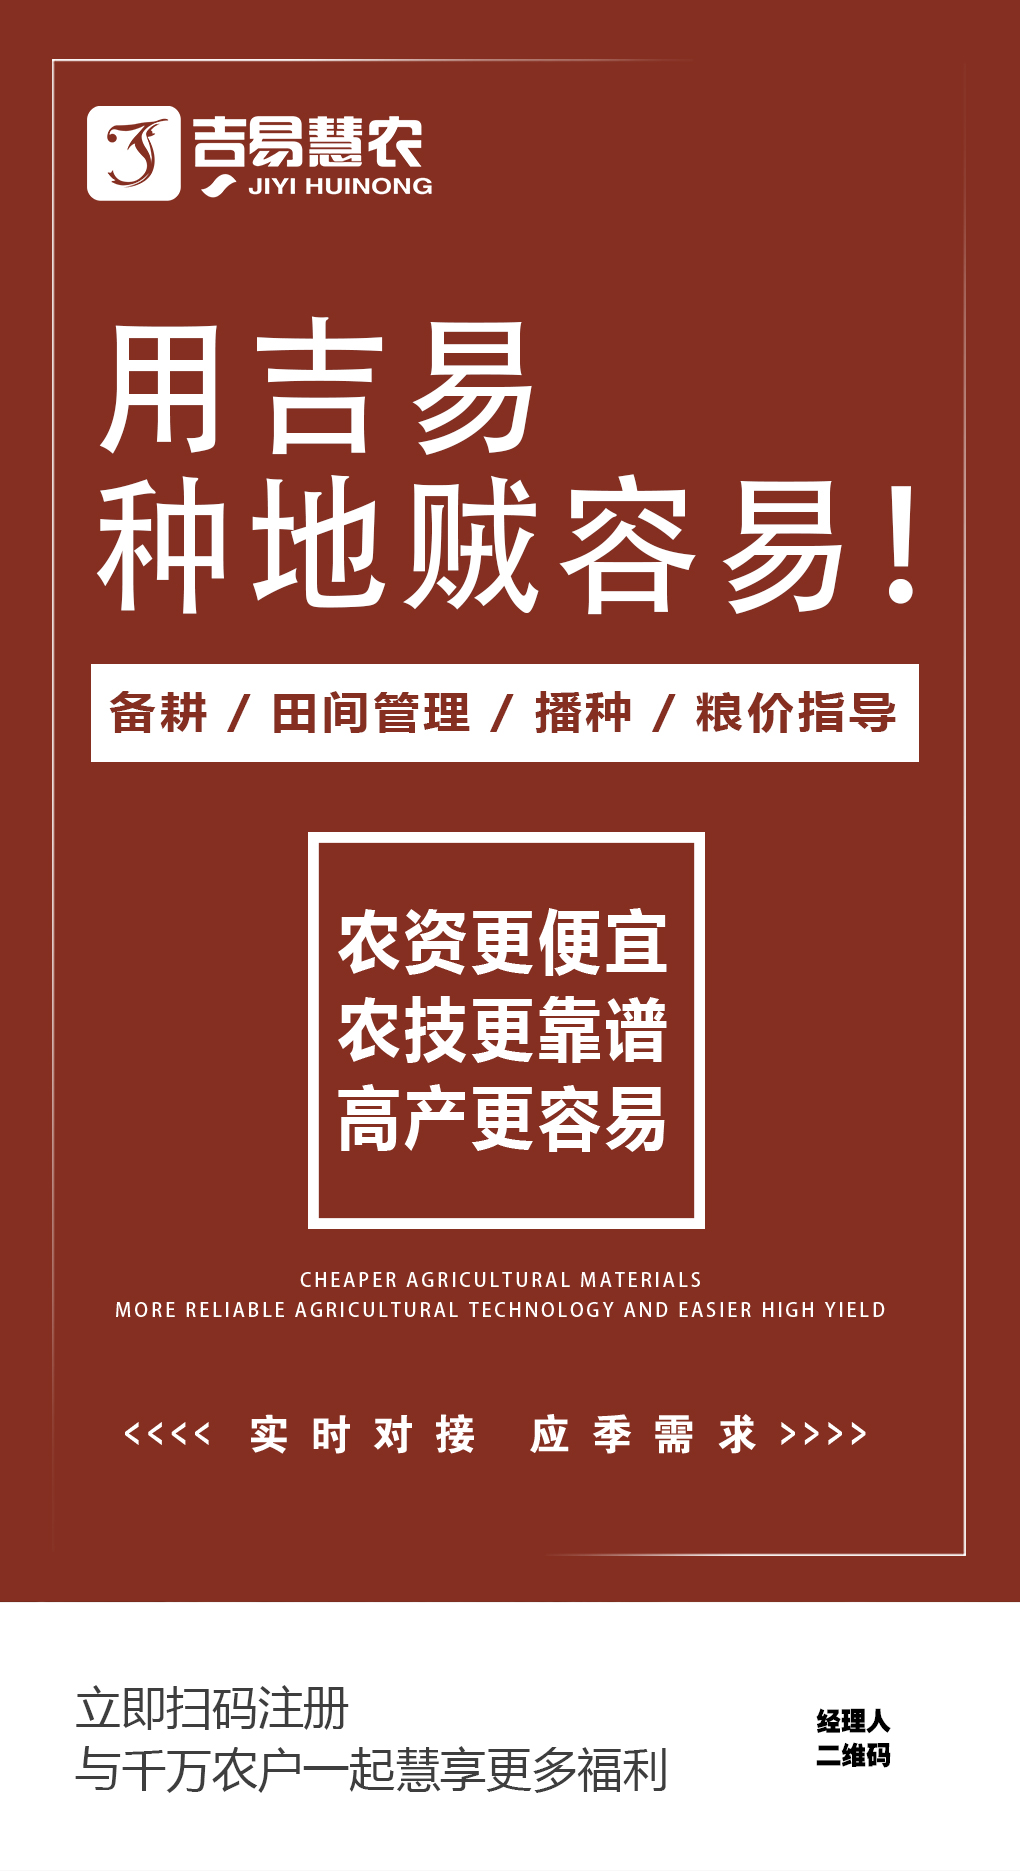 吉易慧农
JIYI HUINONG
用吉易
种地贼容易！
备耕 / 田间管理 / 播种 / 粮价指导
农资更便宜
农技更靠谱
高产更容易
CHEAPER AGRICULTURAL MATERIALS
MORE RELIABLE AGRICULTURAL TECHNOLOGY AND EASIER HIGH YIELD
<<<< 实时对接 应季需求 >>>>
立即扫码注册
与千万农户一起慧享更多福利
经理人
二维码